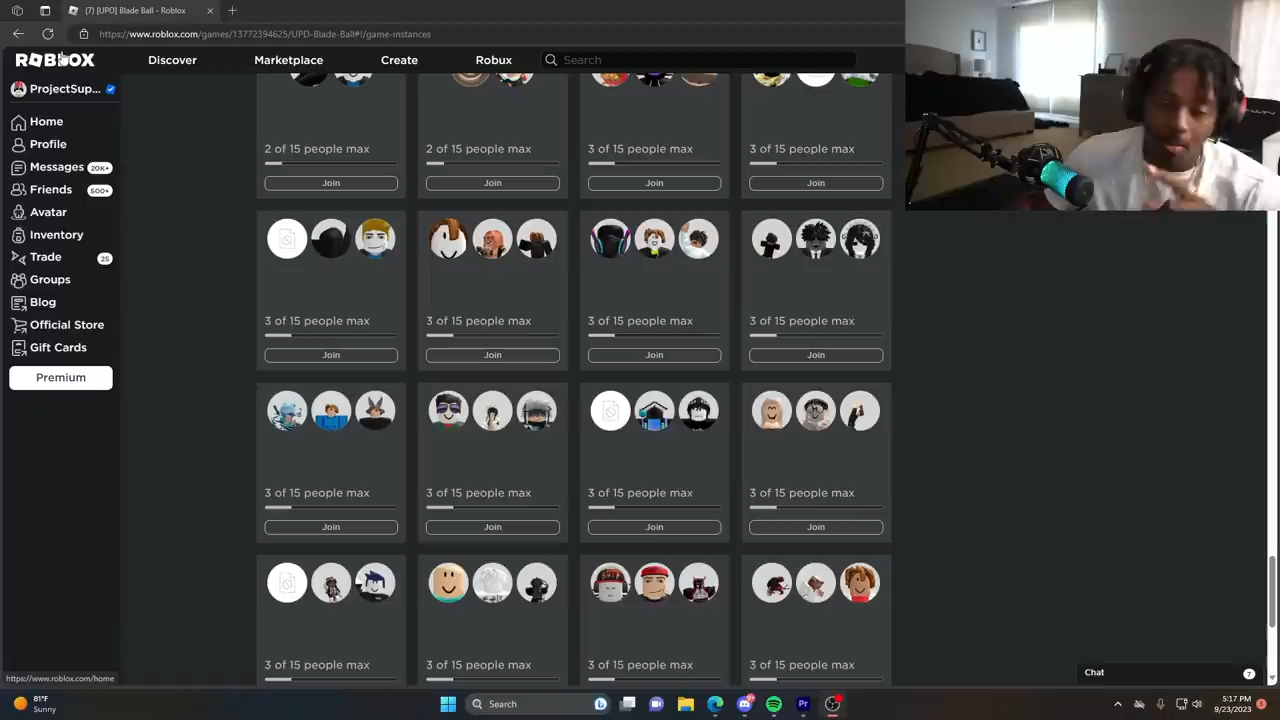 (7) [UPD] Blade Ball - Roblox
https://www.roblox.com/games/13772394625/UPD-Blade-Ball#!/game-instances
ROBLOX
Discover
Marketplace
Create
Robux
Search
ProjectSup...
Home
Profile
Messages 20K+
Friends 500+
Avatar
Inventory
Trade 25
Groups
Blog
Official Store
Gift Cards
Premium
2 of 15 people max
2 of 15 people max
3 of 15 people max
3 of 15 people max
Join
Join
Join
Join
3 of 15 people max
3 of 15 people max
3 of 15 people max
3 of 15 people max
Join
Join
Join
Join
3 of 15 people max
3 of 15 people max
3 of 15 people max
3 of 15 people max
Join
Join
Join
Join
3 of 15 people max
3 of 15 people max
3 of 15 people max
3 of 15 people max
Chat 7
https://www.roblox.com/home
81°F
Sunny
Search
5:17 PM
9/23/2023